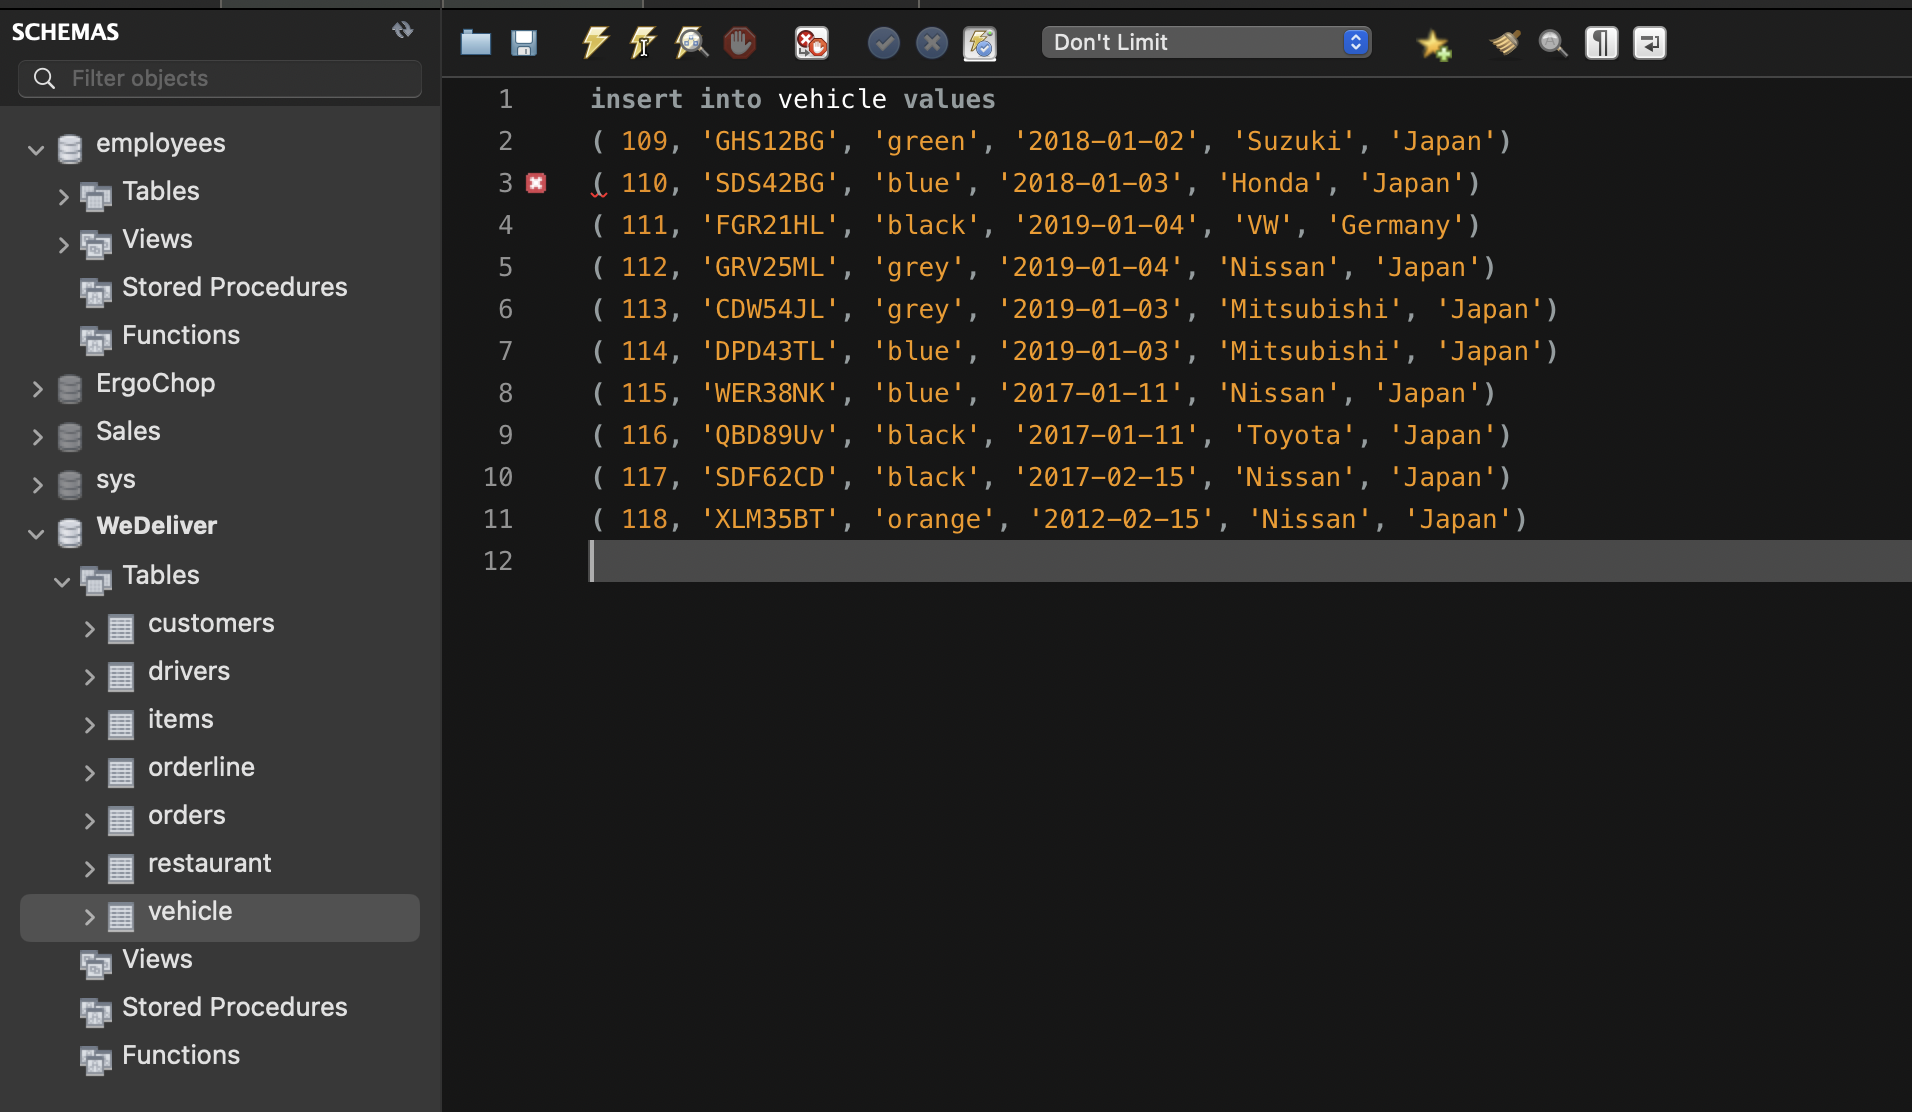 SCHEMAS
Filter objects
employees
Tables
Views
Stored Procedures
Functions
ErgoChop
Sales
sys
WeDeliver
Tables
customers
drivers
items
orderline
orders
restaurant
vehicle
Views
Stored Procedures
Functions
Don't Limit
1 insert into vehicle values
2 ( 109, 'GHS12BG', 'green', '2018-01-02', 'Suzuki', 'Japan')
3 ( 110, 'SDS42BG', 'blue', '2018-01-03', 'Honda', 'Japan')
4 ( 111, 'FGR21HL', 'black', '2019-01-04', 'VW', 'Germany')
5 ( 112, 'GRV25ML', 'grey', '2019-01-04', 'Nissan', 'Japan')
6 ( 113, 'CDW54JL', 'grey', '2019-01-03', 'Mitsubishi', 'Japan')
7 ( 114, 'DPD43TL', 'blue', '2019-01-03', 'Mitsubishi', 'Japan')
8 ( 115, 'WER38NK', 'blue', '2017-01-11', 'Nissan', 'Japan')
9 ( 116, 'QBD89Uv', 'black', '2017-01-11', 'Toyota', 'Japan')
10 ( 117, 'SDF62CD', 'black', '2017-02-15', 'Nissan', 'Japan')
11 ( 118, 'XLM35BT', 'orange', '2012-02-15', 'Nissan', 'Japan')
12